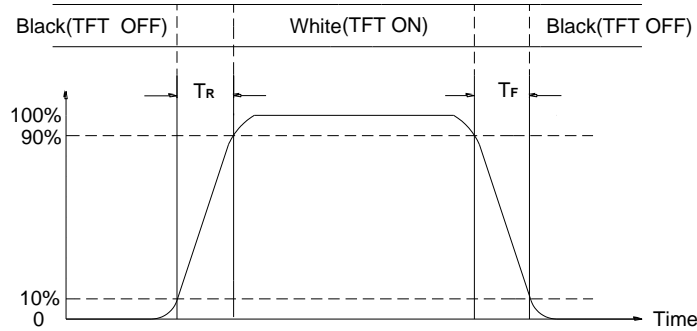 Black(TFT OFF) White(TFT ON) Black(TFT OFF)
TR TF
100%
90%
10%
0
Time